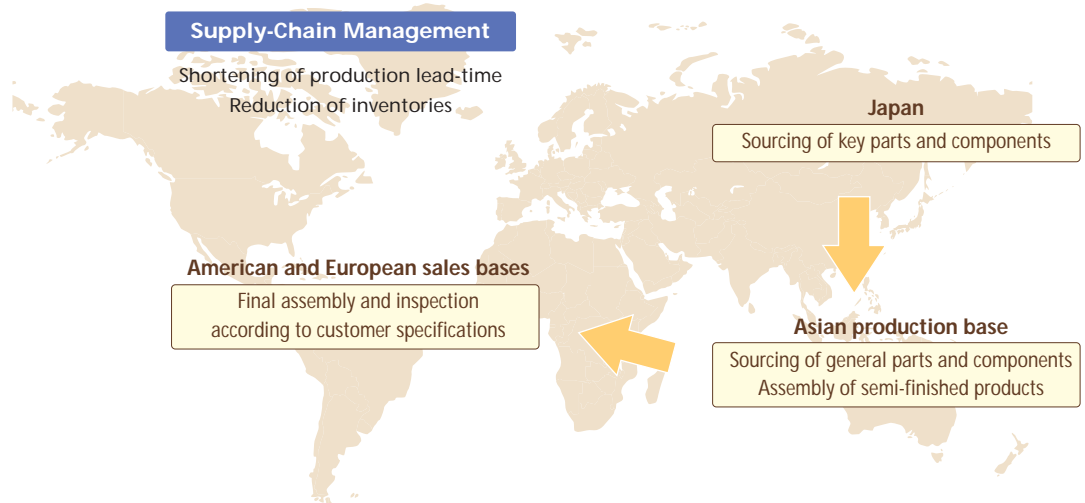 Supply-Chain Management
Shortening of production lead-time
Reduction of inventories
Japan
Sourcing of key parts and components
American and European sales bases
Final assembly and inspection
according to customer specifications
Asian production base
Sourcing of general parts and components
Assembly of semi-finished products